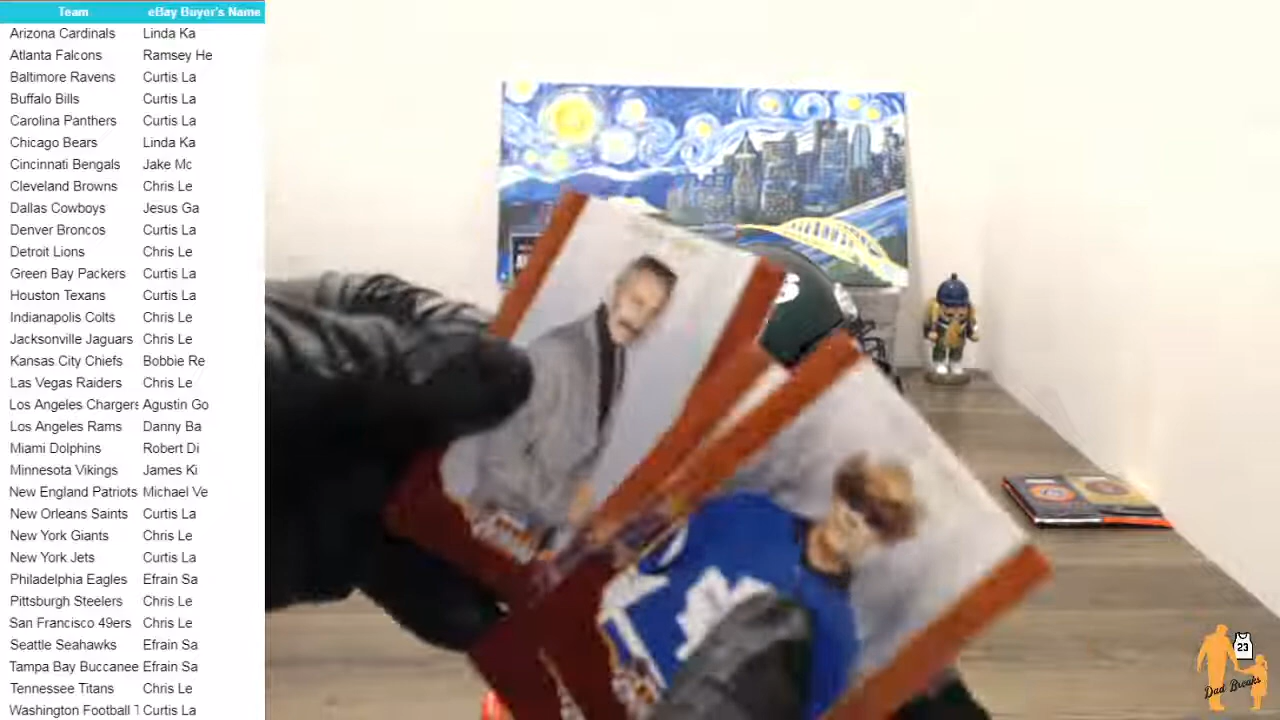 Team eBay Buyer's Name
Arizona Cardinals Linda Ka
Atlanta Falcons Ramsey He
Baltimore Ravens Curtis La
Buffalo Bills Curtis La
Carolina Panthers Curtis La
Chicago Bears Linda Ka
Cincinnati Bengals Jake Mc
Cleveland Browns Chris Le
Dallas Cowboys Jesus Ga
Denver Broncos Curtis La
Detroit Lions Chris Le
Green Bay Packers Curtis La
Houston Texans Curtis La
Indianapolis Colts Chris Le
Jacksonville Jaguars Chris Le
Kansas City Chiefs Bobbie Re
Las Vegas Raiders Chris Le
Los Angeles Chargers Agustin Go
Los Angeles Rams Danny Ba
Miami Dolphins Robert Di
Minnesota Vikings James Ki
New England Patriots Michael Ve
New Orleans Saints Curtis La
New York Giants Chris Le
New York Jets Curtis La
Philadelphia Eagles Efrain Sa
Pittsburgh Steelers Chris Le
San Francisco 49ers Chris Le
Seattle Seahawks Efrain Sa
Tampa Bay Buccanee Efrain Sa
Tennessee Titans Chris Le
Washington Football T Curtis La
23
Dad Breaks